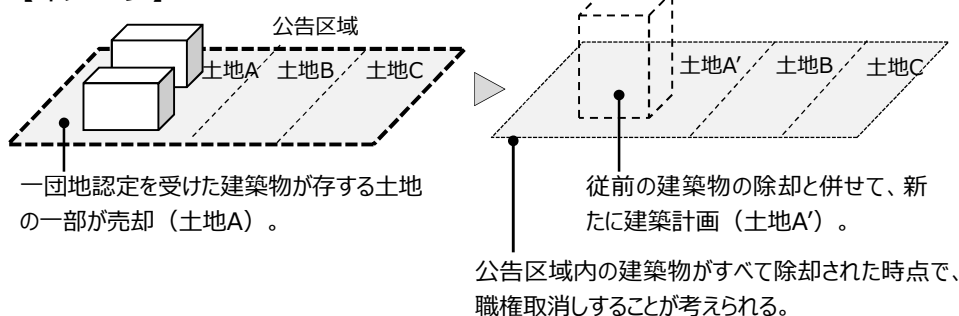 公告区域
土地A 土地B 土地C
土地A’ 土地B 土地C
一団地認定を受けた建築物が存する土地
の一部が売却（土地A）。
従前の建築物の除却と併せて、新
たに建築計画（土地A’）。
公告区域内の建築物がすべて除却された時点で、
職権取消しすることが考えられる。